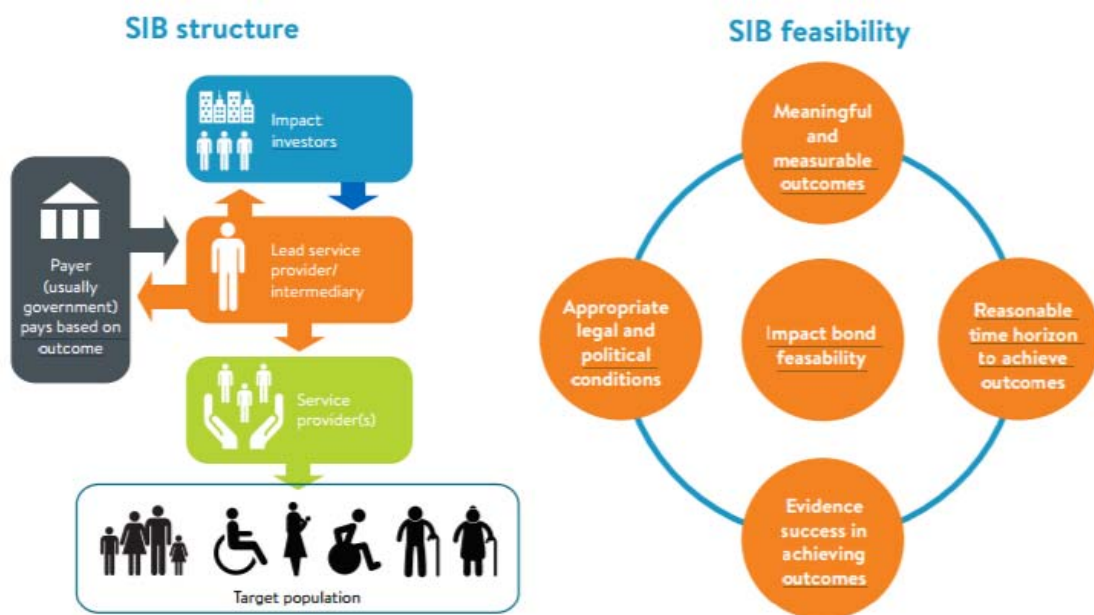 SIB structure
Impact
investors
Payer
(usually
government)
pays based on
outcome
Lead service
provider/
intermediary
Service
provider(s)
Target population
SIB feasibility
Meaningful
and
measurable
outcomes
Appropriate
legal and
political
conditions
Impact bond
feasability
Reasonable
time horizon
to achieve
outcomes
Evidence
success in
achieving
outcomes